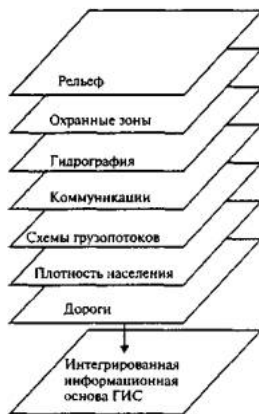 Рельеф
Охранные зоны
Гидрография
Коммуникации
Схемы грузопотоков
Плотность населения
Дороги
Интегрированная
информационная
основа ГИС